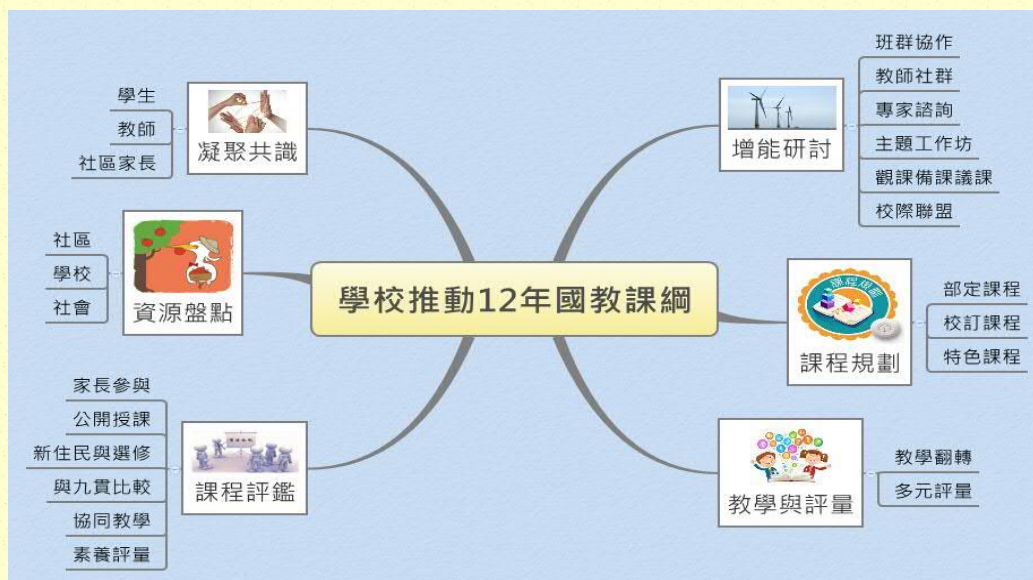 學校推動12年國教課綱
凝聚共識
學生
教師
社區家長
資源盤點
社區
學校
社會
課程評鑑
家長參與
公開授課
新住民與選修
與九貫比較
協同教學
素養評量
增能研討
班群協作
教師社群
專家諮詢
主題工作坊
觀課備課議課
校際聯盟
課程規劃
課程規劃
部定課程
校訂課程
特色課程
教學與評量
教學翻轉
多元評量